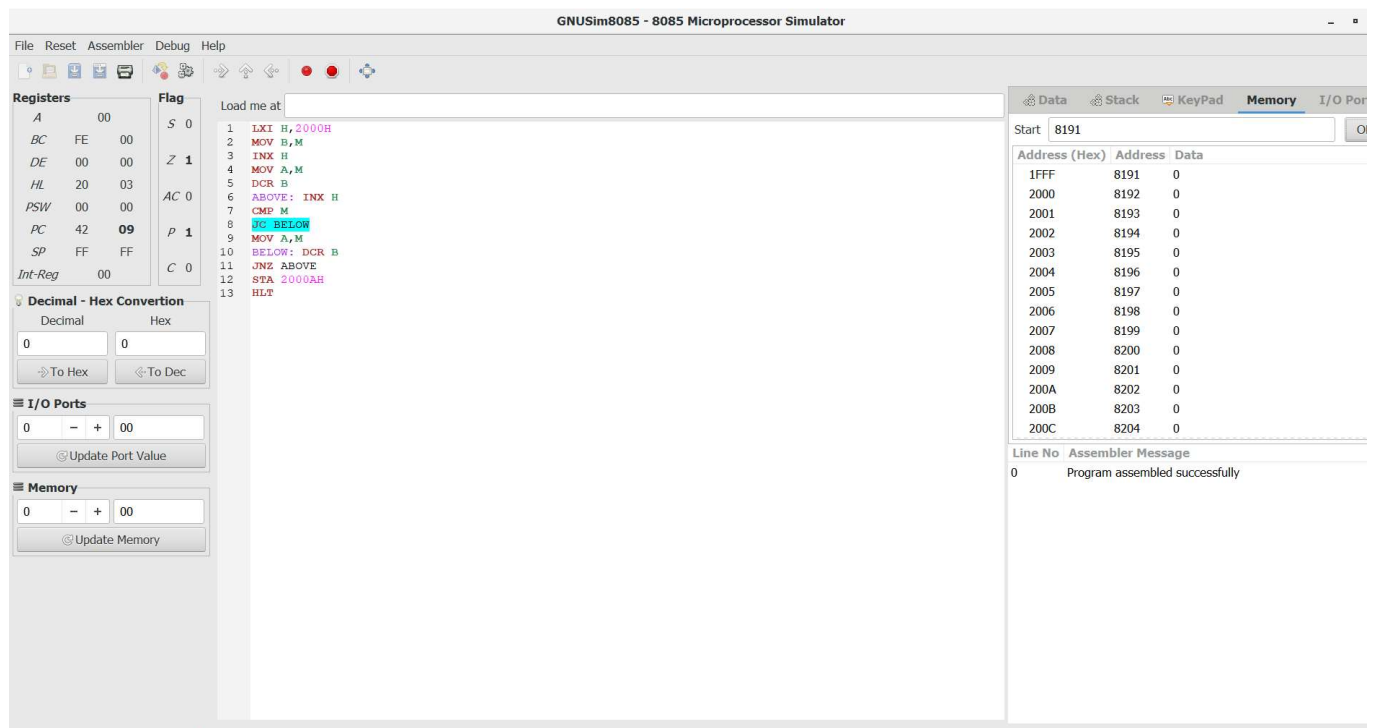 GNUSim8085 - 8085 Microprocessor Simulator
File Reset Assembler Debug Help
Registers
A 00
BC FE 00
DE 00 00
HL 20 03
PSW 00 00
PC 42 09
SP FF FF
Int-Reg 00
Flag
S 0
Z 1
AC 0
P 1
C 0
Decimal - Hex Convertion
Decimal Hex
0 0
To Hex To Dec
I/O Ports
0 - + 00
Update Port Value
Memory
0 - + 00
Update Memory
Load me at
1 LXI H,2000H
2 MOV B,M
3 INX H
4 MOV A,M
5 DCR B
6 ABOVE: INX H
7 CMP M
8 JC BELOW
9 MOV A,M
10 BELOW: DCR B
11 JNZ ABOVE
12 STA 2000AH
13 HLT
Data Stack KeyPad Memory I/O Por
Start 8191
Address (Hex) Address Data
1FFF 8191 0
2000 8192 0
2001 8193 0
2002 8194 0
2003 8195 0
2004 8196 0
2005 8197 0
2006 8198 0
2007 8199 0
2008 8200 0
2009 8201 0
200A 8202 0
200B 8203 0
200C 8204 0
Line No Assembler Message
0 Program assembled successfully